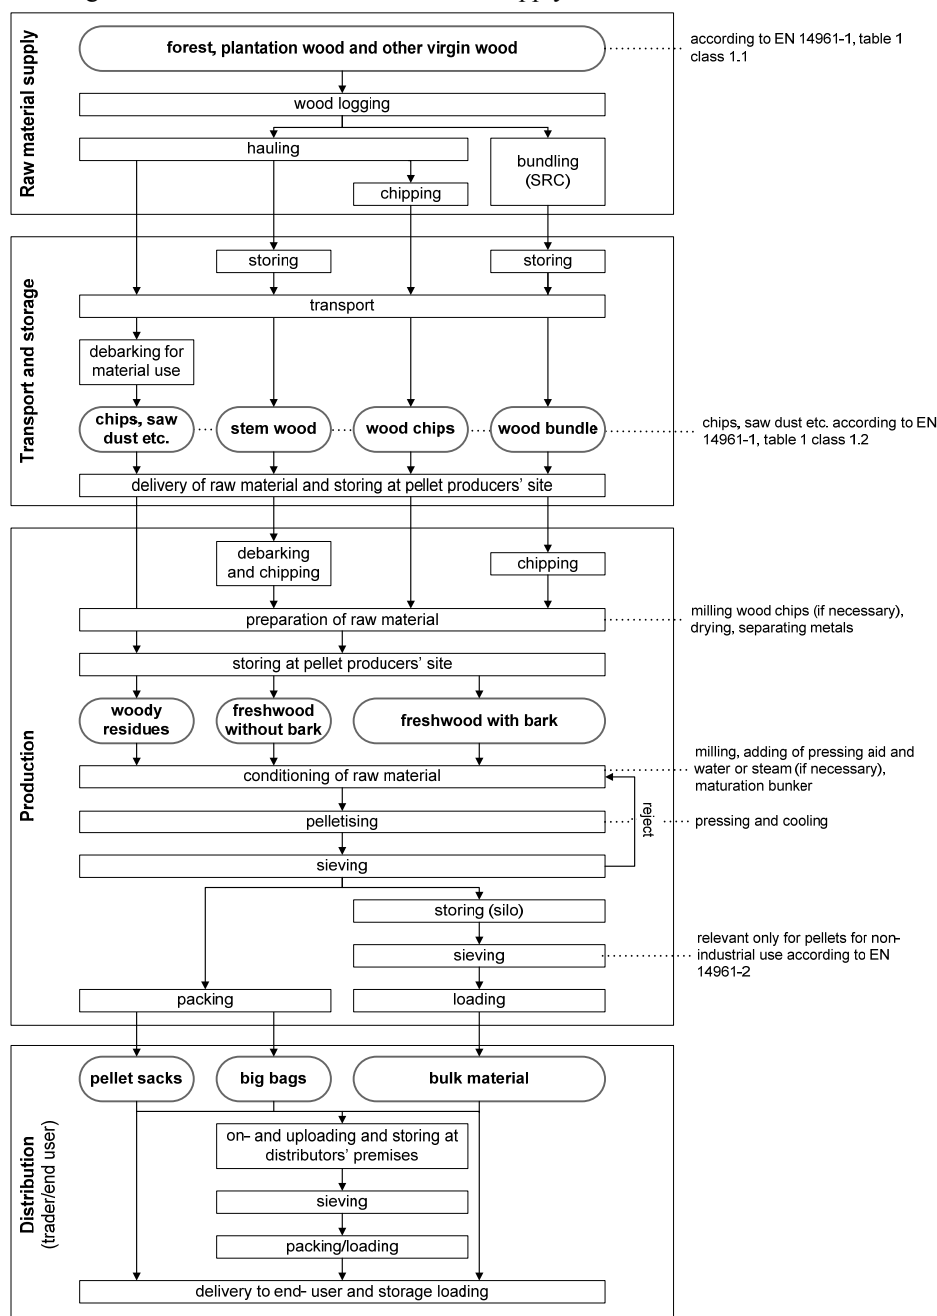 Raw material supply
forest, plantation wood and other virgin wood
according to EN 14961-1, table 1
class 1.1
wood logging
hauling
bundling
(SRC)
chipping
Transport and storage
storing
storing
transport
debarking for
material use
chips, saw
dust etc.
stem wood
wood chips
wood bundle
chips, saw dust etc. according to EN
14961-1, table 1 class 1.2
delivery of raw material and storing at pellet producers' site
Production
debarking
and chipping
chipping
preparation of raw material
milling wood chips (if necessary),
drying, separating metals
storing at pellet producers' site
woody
residues
freshwood
without bark
freshwood with bark
conditioning of raw material
milling, adding of pressing aid and
water or steam (if necessary),
maturation bunker
pelletising
reject
pressing and cooling
sieving
storing (silo)
sieving
relevant only for pellets for non-
industrial use according to EN
14961-2
packing
loading
Distribution
(trader/end user)
pellet sacks
big bags
bulk material
on- and uploading and storing at
distributors' premises
sieving
packing/loading
delivery to end- user and storage loading